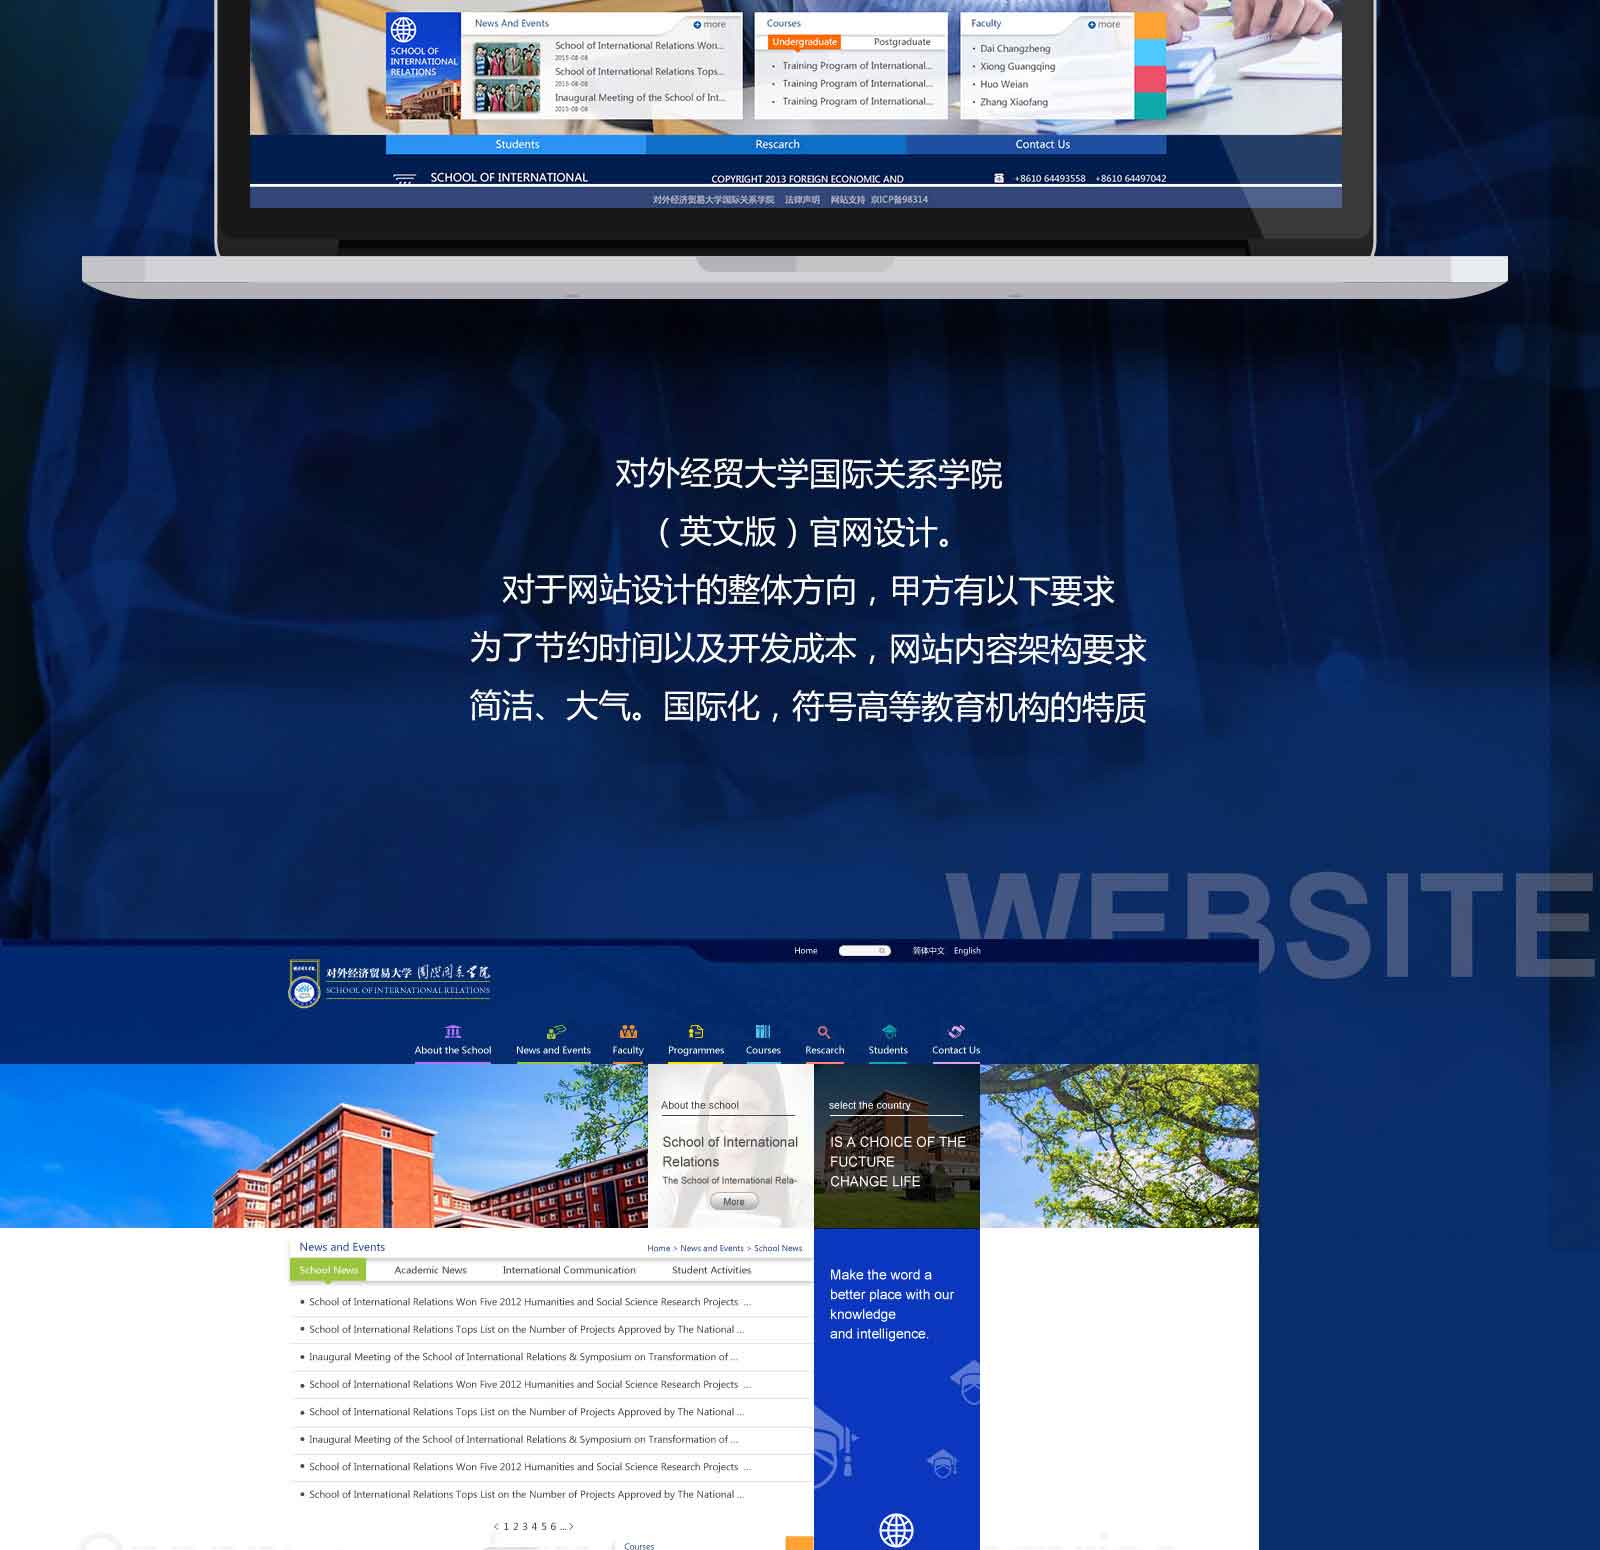 News And Events
more
SCHOOL OF
INTERNATIONAL
RELATIONS
School of International Relations Won...
2015-08-08
School of International Relations Tops...
2015-08-08
Inaugural Meeting of the School of Int...
2015-08-08
Courses
Undergraduate Postgraduate
Training Program of International...
Training Program of International...
Training Program of International...
Faculty
more
Dai Changzheng
Xiong Guangqing
Huo Weian
Zhang Xiaofang
Students Rescarch Contact Us
SCHOOL OF INTERNATIONAL COPYRIGHT 2013 FOREIGN ECONOMIC AND +8610 64493558 +8610 64497042
对外经济贸易大学国际关系学院 法律声明 网站支持 京ICP备98314
对外经贸大学国际关系学院
（英文版）官网设计。
对于网站设计的整体方向，甲方有以下要求
为了节约时间以及开发成本，网站内容架构要求
简洁、大气。国际化，符号高等教育机构的特质
WEBSITE
Home 简体中文 English
对外经济贸易大学 国际关系学院
SCHOOL OF INTERNATIONAL RELATIONS
About the School News and Events Faculty Programmes Courses Rescarch Students Contact Us
About the school
School of International
Relations
The School of International Rela-
More
select the country
IS A CHOICE OF THE
FUCTURE
CHANGE LIFE
News and Events Home > News and Events > School News
School News Academic News International Communication Student Activities
School of International Relations Won Five 2012 Humanities and Social Science Research Projects ...
School of International Relations Tops List on the Number of Projects Approved by The National ...
Inaugural Meeting of the School of International Relations & Symposium on Transformation of ...
School of International Relations Won Five 2012 Humanities and Social Science Research Projects ...
School of International Relations Tops List on the Number of Projects Approved by The National ...
Inaugural Meeting of the School of International Relations & Symposium on Transformation of ...
School of International Relations Won Five 2012 Humanities and Social Science Research Projects ...
School of International Relations Tops List on the Number of Projects Approved by The National ...
< 1 2 3 4 5 6 ... >
Make the word a
better place with our
knowledge
and intelligence.
Courses